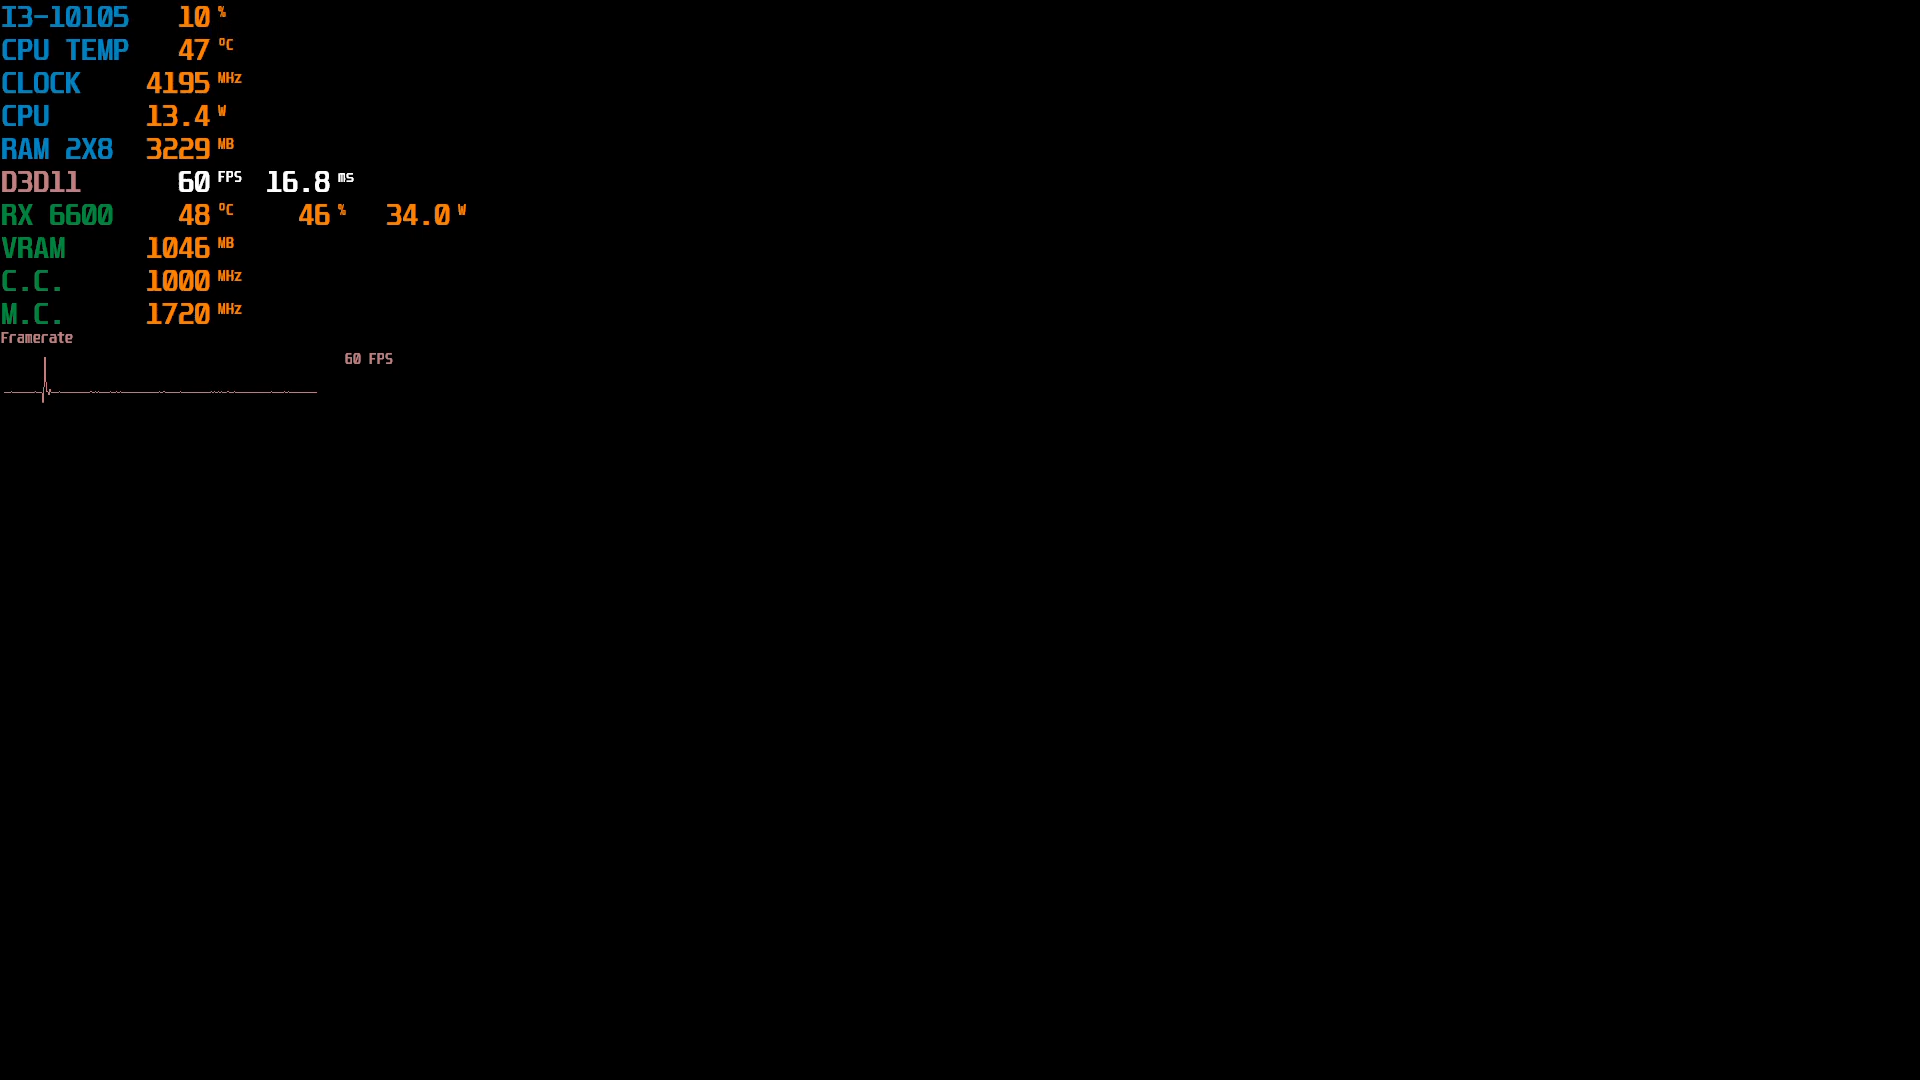 I3-10105 10 %
CPU TEMP 47 °C
CLOCK 4195 MHz
CPU 13.4 W
RAM 2X8 3229 MB
D3D11 60 FPS 16.8 ms
RX 6600 48 °C 46 % 34.0 W
VRAM 1046 MB
C.C. 1000 MHz
M.C. 1720 MHz
Framerate
60 FPS